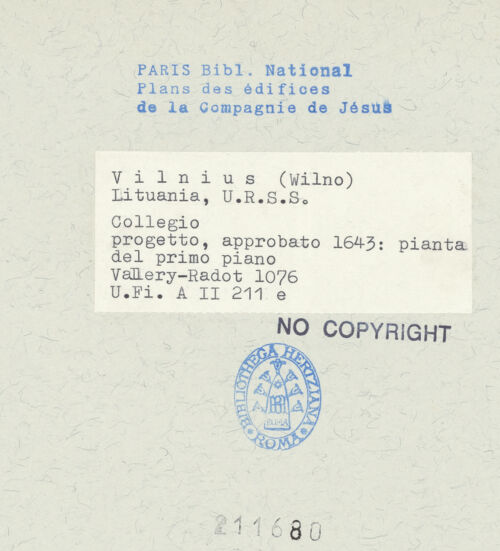 PARIS Bibl. National
Plans des édifices
de la Compagnie de Jésus
V i l n i u s (Wilno)
Lituania, U.R.S.S.
Collegio
progetto, approbato 1643: pianta
del primo piano
Vallery-Radot 1076
U.Fi. A II 211 e
NO COPYRIGHT
BIBLIOTHECA HERTZIANA
ROMA
211680